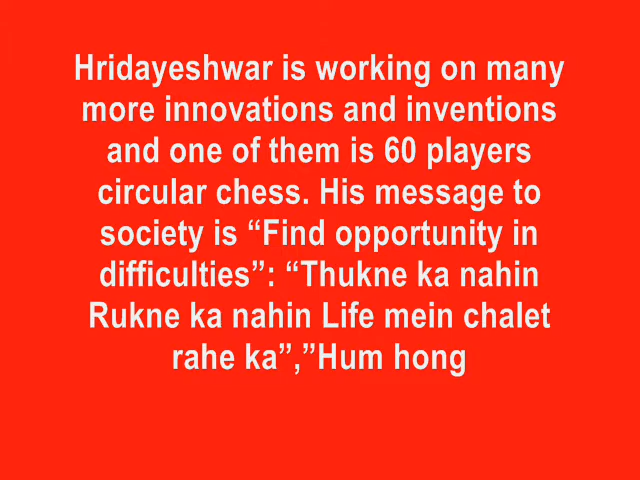 Hridayeshwar is working on many
more innovations and inventions
and one of them is 60 players
circular chess. His message to
society is “Find opportunity in
difficulties”: “Thukne ka nahin
Rukne ka nahin Life mein chalet
rahe ka”,”Hum hong